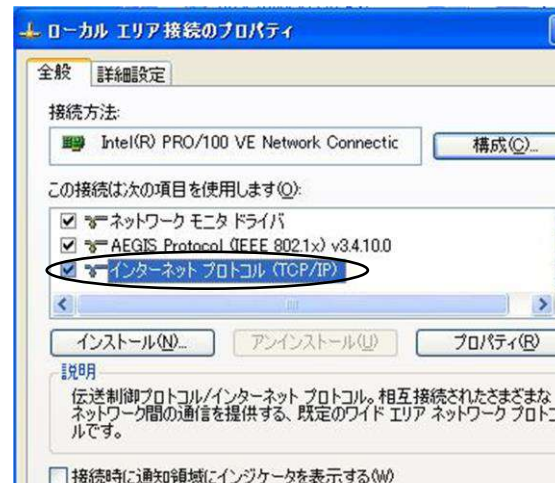 ローカル エリア接続のプロパティ
全般 詳細設定
接続方法:
Intel(R) PRO/100 VE Network Connectic 構成(C)...
この接続は次の項目を使用します(O):
ネットワーク モニタ ドライバ
AEGIS Protocol (IEEE 802.1x) v3.4.10.0
インターネット プロトコル (TCP/IP)
インストール(N)... アンインストール(U) プロパティ(R)
説明
伝送制御プロトコル/インターネット プロトコル。相互接続されたさまざまな
ネットワーク間の通信を提供する、既定のワイド エリア ネットワーク プロトコ
ルです。
接続時に通知領域にインジケータを表示する(W)